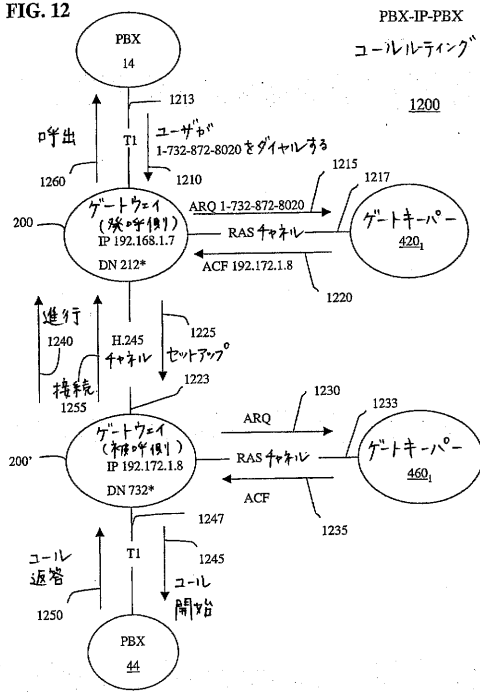 FIG. 12
PBX-IP-PBX
コールルーティング
1200
PBX
14
1213
呼出
T1
ユーザが
1-732-872-8020をダイヤルする
1260
1210
1215
1217
200
ゲートウェイ
(発呼側)
IP 192.168.1.7
DN 212*
ARQ 1-732-872-8020
RAS チャネル
ACF 192.172.1.8
1220
ゲートキーパー
420₁
進行
1240
接続
1255
H.245
チャネル
1225
セットアップ
1223
1230
1233
200'
ゲートウェイ
(被呼側)
IP 192.172.1.8
DN 732*
ARQ
RAS チャネル
ACF
1235
ゲートキーパー
460₁
1247
コール
返答
1250
T1
1245
コール
開始
PBX
44